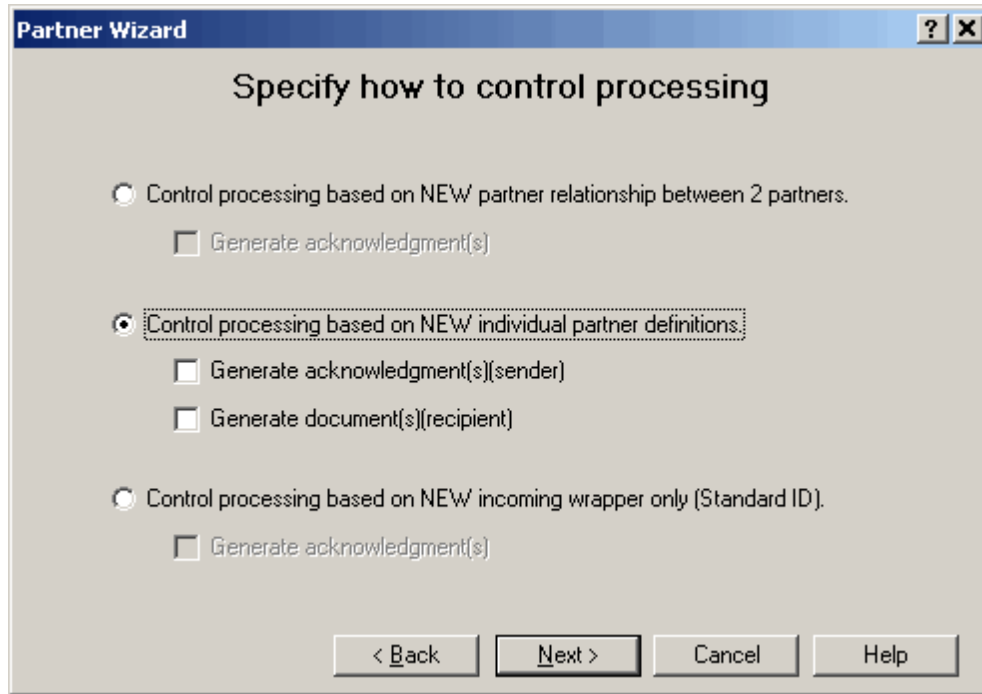 Partner Wizard
Specify how to control processing
Control processing based on NEW partner relationship between 2 partners.
Generate acknowledgment(s)
Control processing based on NEW individual partner definitions.
Generate acknowledgment(s)(sender)
Generate document(s)(recipient)
Control processing based on NEW incoming wrapper only (Standard ID).
Generate acknowledgment(s)
< Back Next > Cancel Help